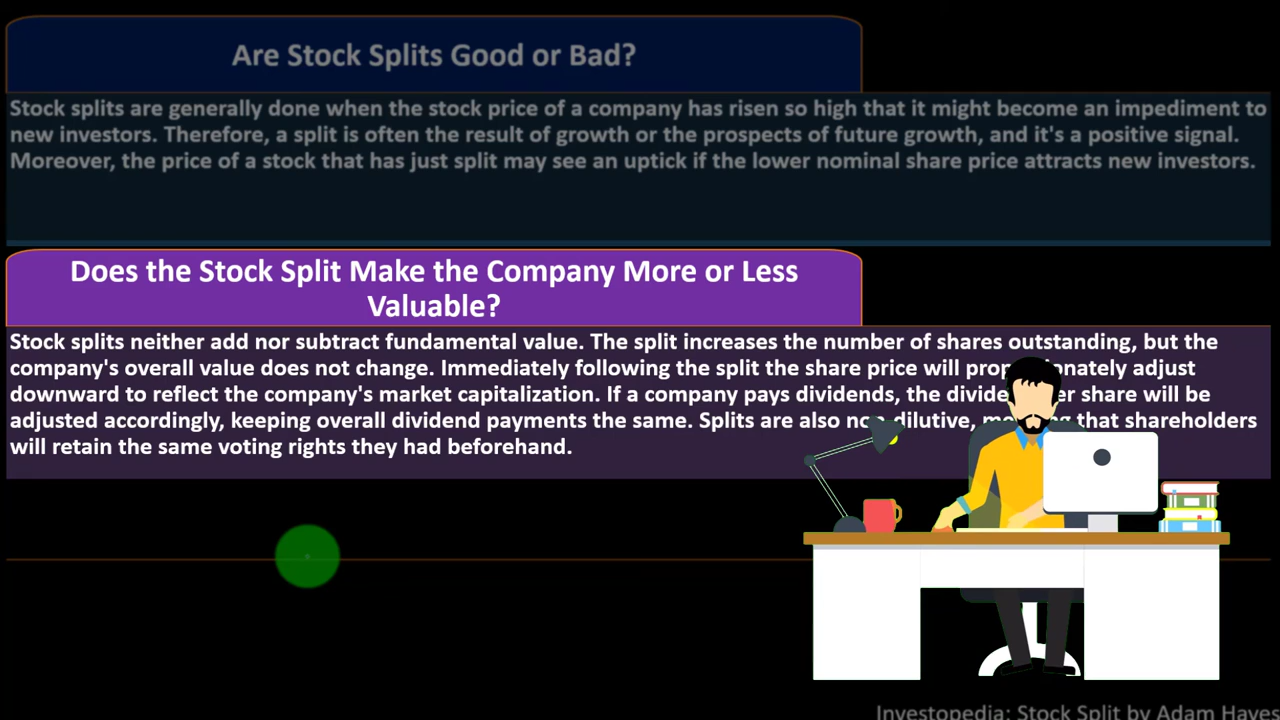 Are Stock Splits Good or Bad?
Stock splits are generally done when the stock price of a company has risen so high that it might become an impediment to
new investors. Therefore, a split is often the result of growth or the prospects of future growth, and it's a positive signal.
Moreover, the price of a stock that has just split may see an uptick if the lower nominal share price attracts new investors.
Does the Stock Split Make the Company More or Less
Valuable?
Stock splits neither add nor subtract fundamental value. The split increases the number of shares outstanding, but the
company's overall value does not change. Immediately following the split the share price will adjust
downward to reflect the company's market capitalization. If a company pays dividends, the share will be
adjusted accordingly, keeping overall dividend payments the same. Splits are also dilutive, that shareholders
will retain the same voting rights they had beforehand.
Investopedia: Stock Split by Adam Hayes